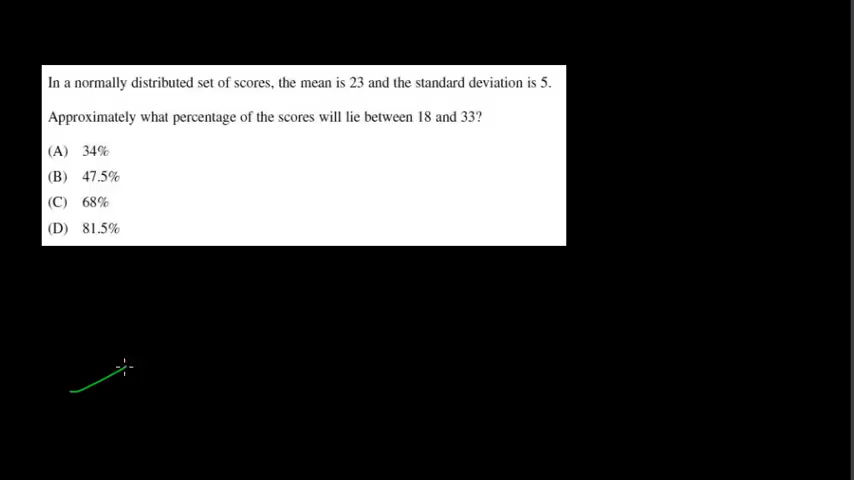 In a normally distributed set of scores, the mean is 23 and the standard deviation is 5.
Approximately what percentage of the scores will lie between 18 and 33?
(A) 34%
(B) 47.5%
(C) 68%
(D) 81.5%